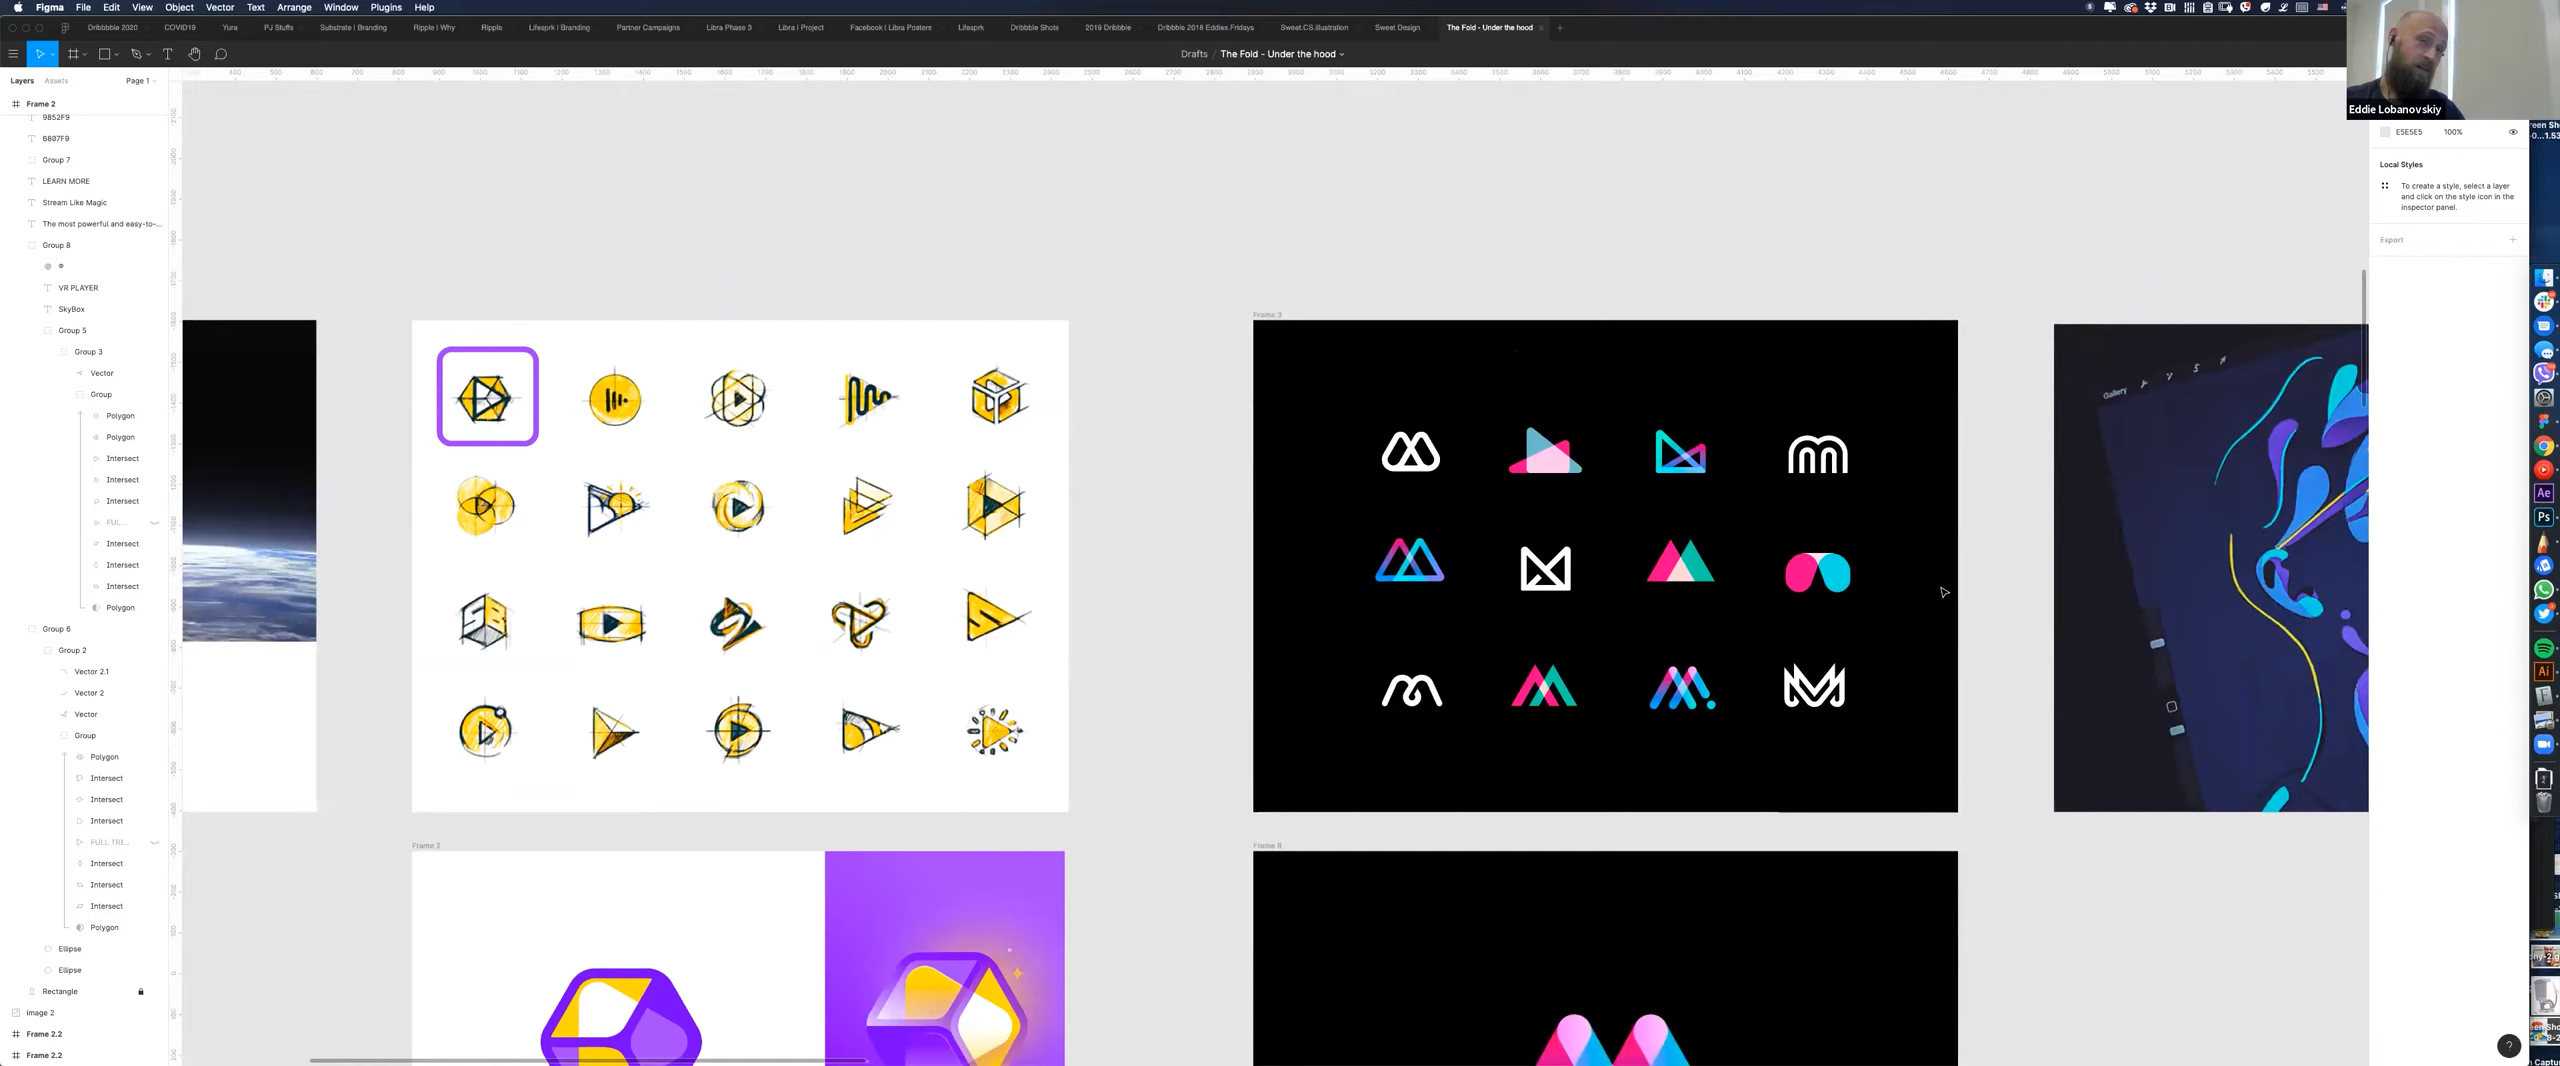 Figma File Edit View Object Vector Text Arrange Plugins Window Help
Dribbble 2020 COVID19 Yura PJ Stuffs Substrate | Branding Ripple | Why Ripple Lifesprk | Branding Partner Campaigns Libra Phase 3 Libra | Project Facebook | Libra Posters Lifesprk Dribbble Shots 2019 Dribbble Dribbble 2018 Eddies.Fridays Sweet.CS.illustration Sweet Design The Fold - Under the hood
Drafts / The Fold - Under the hood
Eddie Lobanovskiy
Layers Assets Page 1
Frame 2
9852F9
6807F9
Group 7
LEARN MORE
Stream Like Magic
The most powerful and easy-to-...
Group 8
VR PLAYER
SkyBox
Group 5
Group 3
Vector
Group
Polygon
Polygon
Intersect
Intersect
Intersect
FUL...
Intersect
Intersect
Intersect
Polygon
Group 6
Group 2
Vector 2.1
Vector 2
Vector
Group
Polygon
Intersect
Intersect
Intersect
FULL TRI...
Intersect
Intersect
Intersect
Polygon
Ellipse
Ellipse
Rectangle
image 2
Frame 2.2
Frame 2.2
Frame 3
SB
Gallery
Frame 2
Frame 8
E5E5E5 100%
Local Styles
To create a style, select a layer
and click on the style icon in the
inspector panel.
Export
Ae
Ps
Ai
?